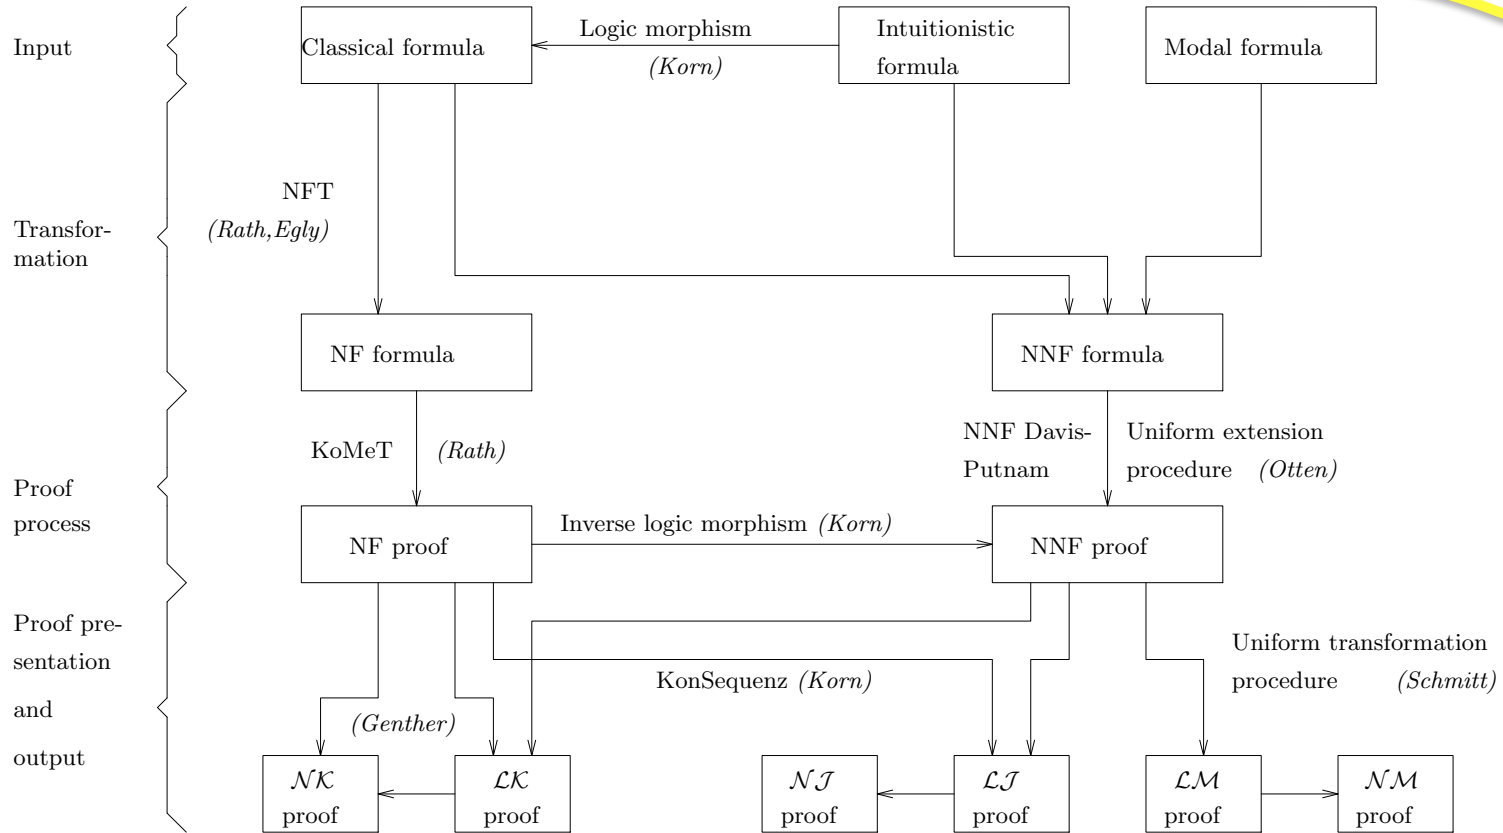 Input
Classical formula
Logic morphism
(Korn)
Intuitionistic
formula
Modal formula
Transfor-
mation
NFT
(Rath,Egly)
NF formula
NNF formula
KoMeT (Rath)
NNF Davis-
Putnam
Uniform extension
procedure (Otten)
Proof
process
NF proof
Inverse logic morphism (Korn)
NNF proof
Proof pre-
sentation
and
output
KonSequenz (Korn)
Uniform transformation
procedure (Schmitt)
(Genther)
𝒩𝒦
proof
ℒ𝒦
proof
𝒩𝒥
proof
ℒ𝒥
proof
ℒℳ
proof
𝒩ℳ
proof